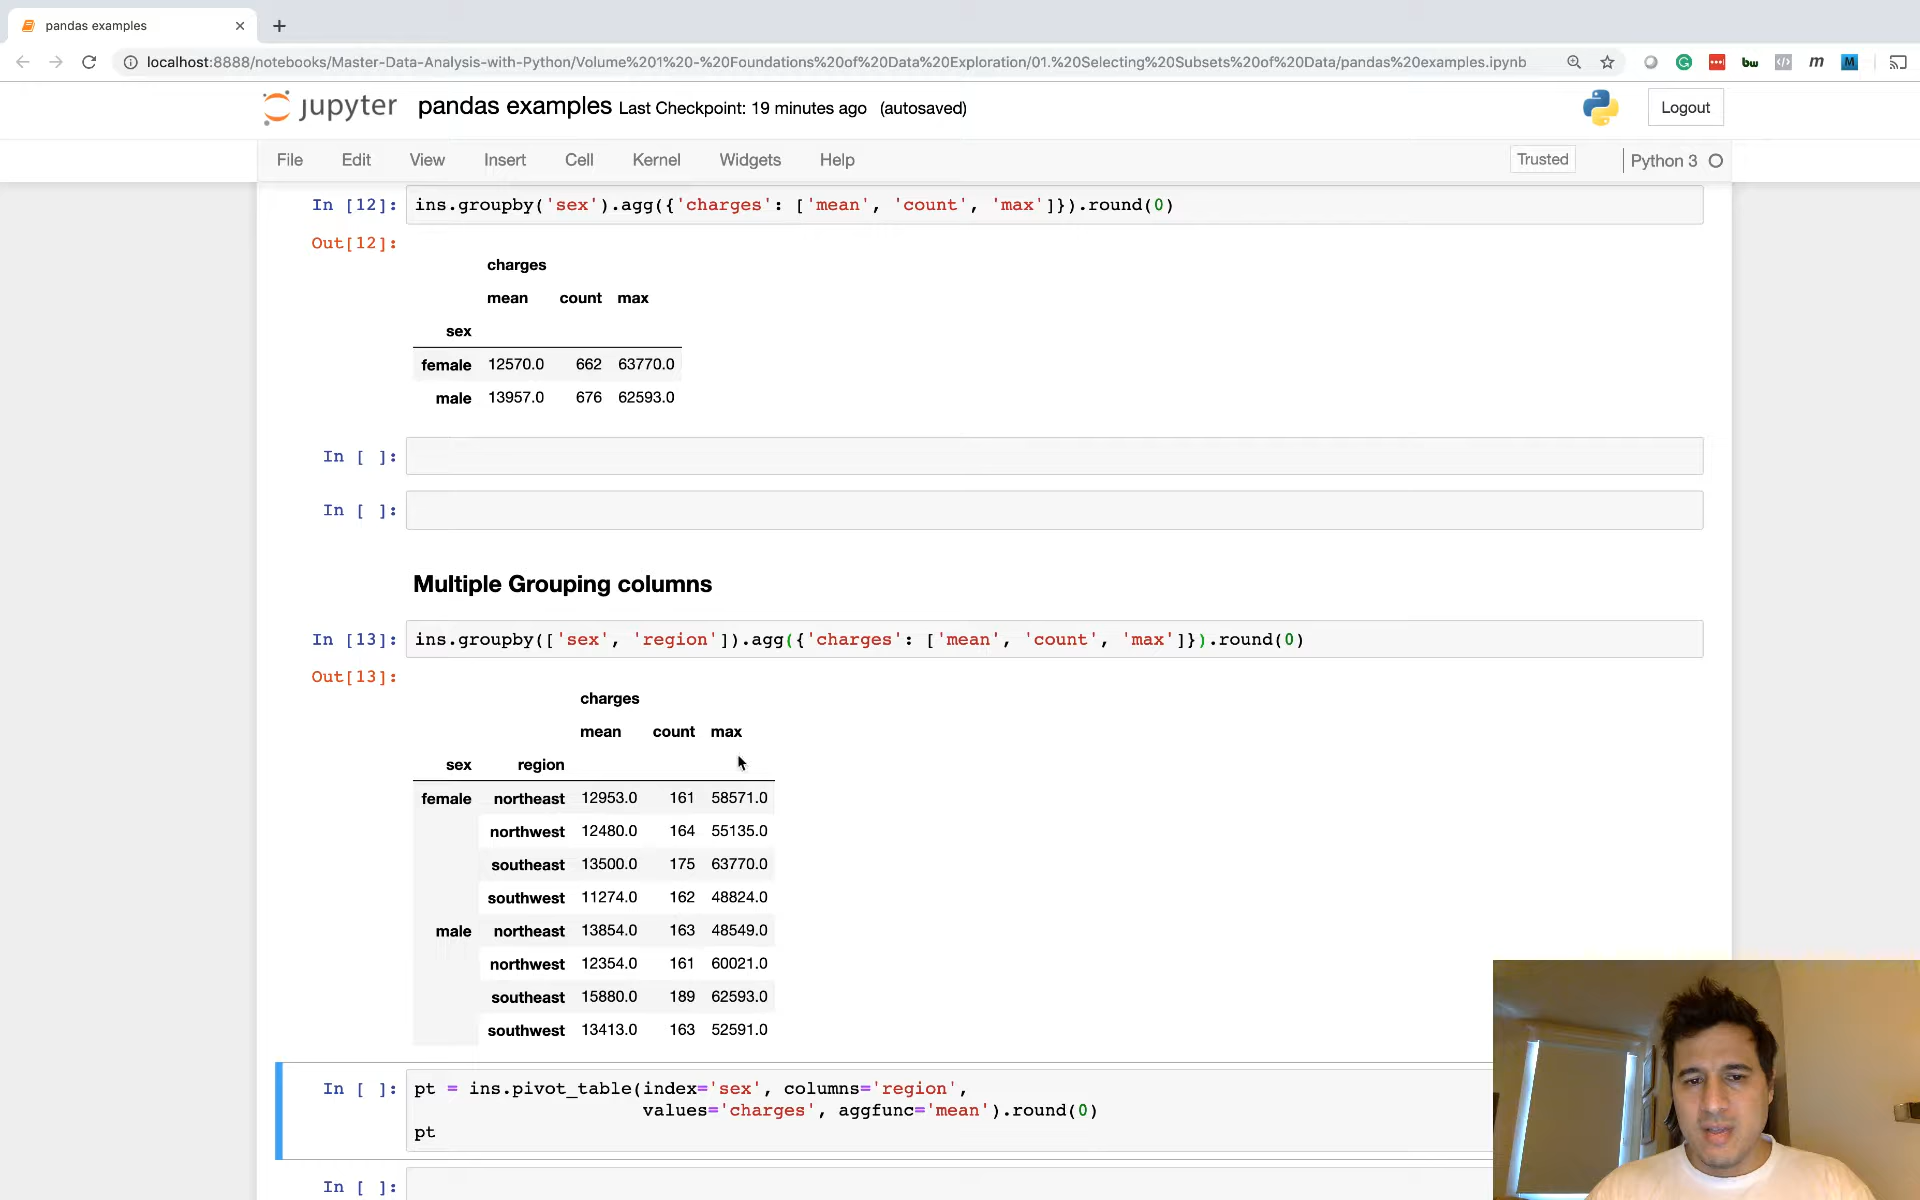 pandas examples
localhost:8888/notebooks/Master-Data-Analysis-with-Python/Volume%201%20-%20Foundations%20of%20Data%20Exploration/01.%20Selecting%20Subsets%20of%20Data/pandas%20examples.ipynb
G
bw
m
M
jupyter pandas examples Last Checkpoint: 19 minutes ago (autosaved)
Logout
File Edit View Insert Cell Kernel Widgets Help
Trusted
Python 3
In [12]: ins.groupby('sex').agg({'charges': ['mean', 'count', 'max']}).round(0)
Out[12]:
charges
mean count max
sex
female 12570.0 662 63770.0
male 13957.0 676 62593.0
In [ ]:
In [ ]:
Multiple Grouping columns
In [13]: ins.groupby(['sex', 'region']).agg({'charges': ['mean', 'count', 'max']}).round(0)
Out[13]:
charges
mean count max
sex region
female northeast 12953.0 161 58571.0
northwest 12480.0 164 55135.0
southeast 13500.0 175 63770.0
southwest 11274.0 162 48824.0
male northeast 13854.0 163 48549.0
northwest 12354.0 161 60021.0
southeast 15880.0 189 62593.0
southwest 13413.0 163 52591.0
In [ ]: pt = ins.pivot_table(index='sex', columns='region',
values='charges', aggfunc='mean').round(0)
pt
In [ ]: